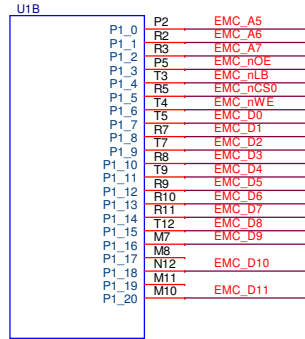 U1B
P1_0 P2 EMC_A5
P1_1 R2 EMC_A6
P1_2 R3 EMC_A7
P1_3 P5 EMC_nOE
P1_4 T3 EMC_nLB
P1_5 R5 EMC_nCS0
P1_6 T4 EMC_nWE
P1_7 T5 EMC_D0
P1_8 R7 EMC_D1
P1_9 T7 EMC_D2
P1_10 R8 EMC_D3
P1_11 T9 EMC_D4
P1_12 R9 EMC_D5
P1_13 R10 EMC_D6
P1_14 R11 EMC_D7
P1_15 T12 EMC_D8
P1_16 M7 EMC_D9
P1_17 M8
P1_18 N12 EMC_D10
P1_19 M11
P1_20 M10 EMC_D11